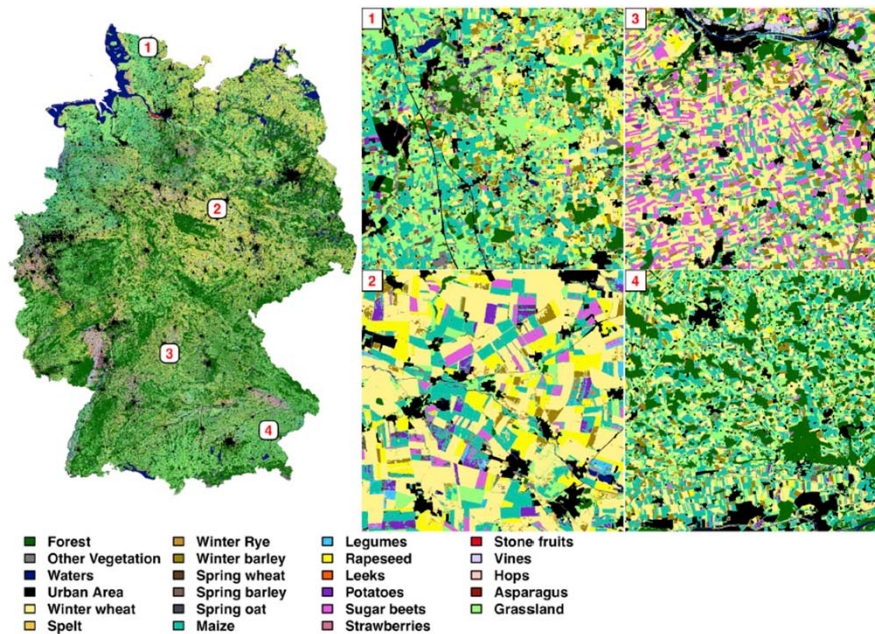 1
2
3
4
1
3
2
4
Forest
Other Vegetation
Waters
Urban Area
Winter wheat
Spelt
Winter Rye
Winter barley
Spring wheat
Spring barley
Spring oat
Maize
Legumes
Rapeseed
Leeks
Potatoes
Sugar beets
Strawberries
Stone fruits
Vines
Hops
Asparagus
Grassland